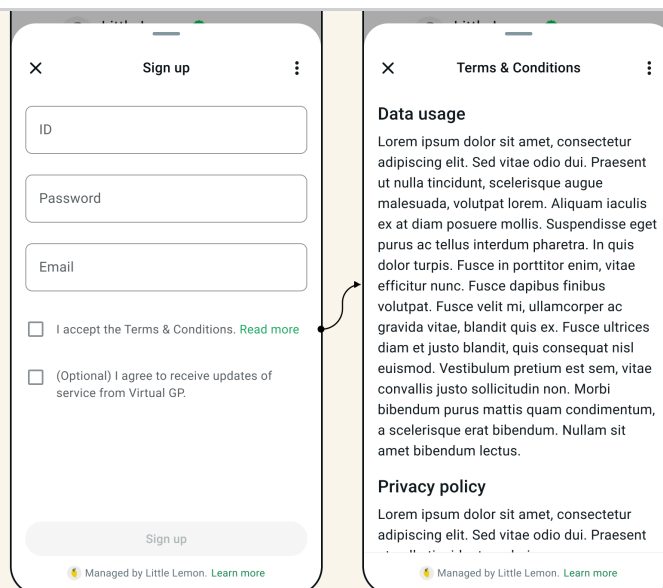 Sign up
ID
Password
Email
I accept the Terms & Conditions. Read more
(Optional) I agree to receive updates of
service from Virtual GP.
Sign up
Managed by Little Lemon. Learn more
Terms & Conditions
Data usage
Lorem ipsum dolor sit amet, consectetur
adipiscing elit. Sed vitae odio dui. Praesent
ut nulla tincidunt, scelerisque augue
malesuada, volutpat lorem. Aliquam iaculis
ex at diam posuere mollis. Suspendisse eget
purus ac tellus interdum pharetra. In quis
dolor turpis. Fusce in porttitor enim, vitae
efficitur nunc. Fusce dapibus finibus
volutpat. Fusce velit mi, ullamcorper ac
gravida vitae, blandit quis ex. Fusce ultrices
diam et justo blandit, quis consequat nisl
euismod. Vestibulum pretium est sem, vitae
convallis justo sollicitudin non. Morbi
bibendum purus mattis quam condimentum,
a scelerisque erat bibendum. Nullam sit
amet bibendum lectus.
Privacy policy
Lorem ipsum dolor sit amet, consectetur
adipiscing elit. Sed vitae odio dui. Praesent
Managed by Little Lemon. Learn more